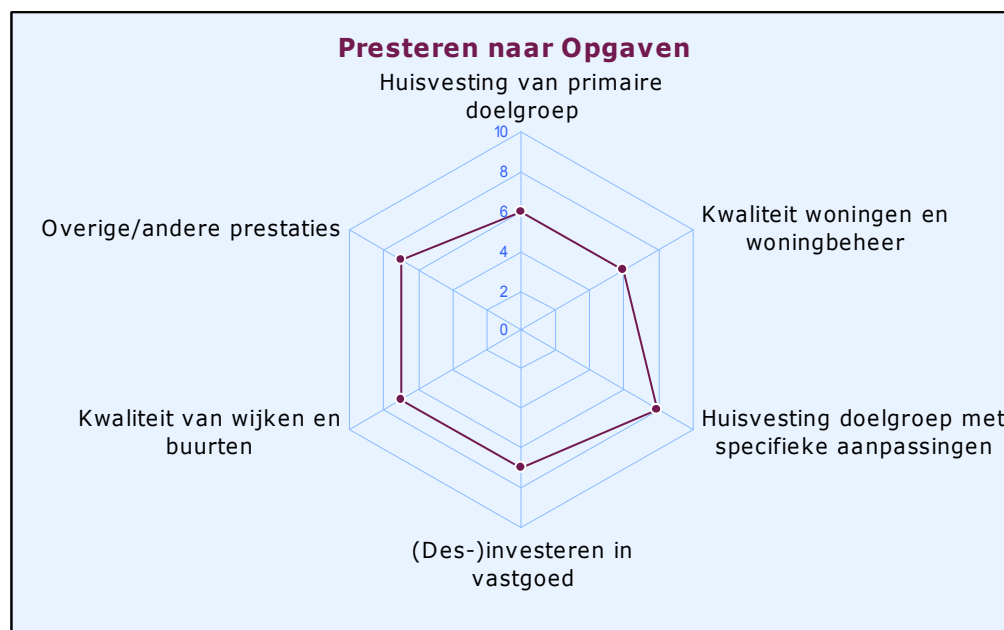 Presteren naar Opgaven
Huisvesting van primaire
doelgroep
10
8
6
4
2
0
Kwaliteit woningen en
woningbeheer
Huisvesting doelgroep met
specifieke aanpassingen
(Des-)investeren in
vastgoed
Kwaliteit van wijken en
buurten
Overige/andere prestaties